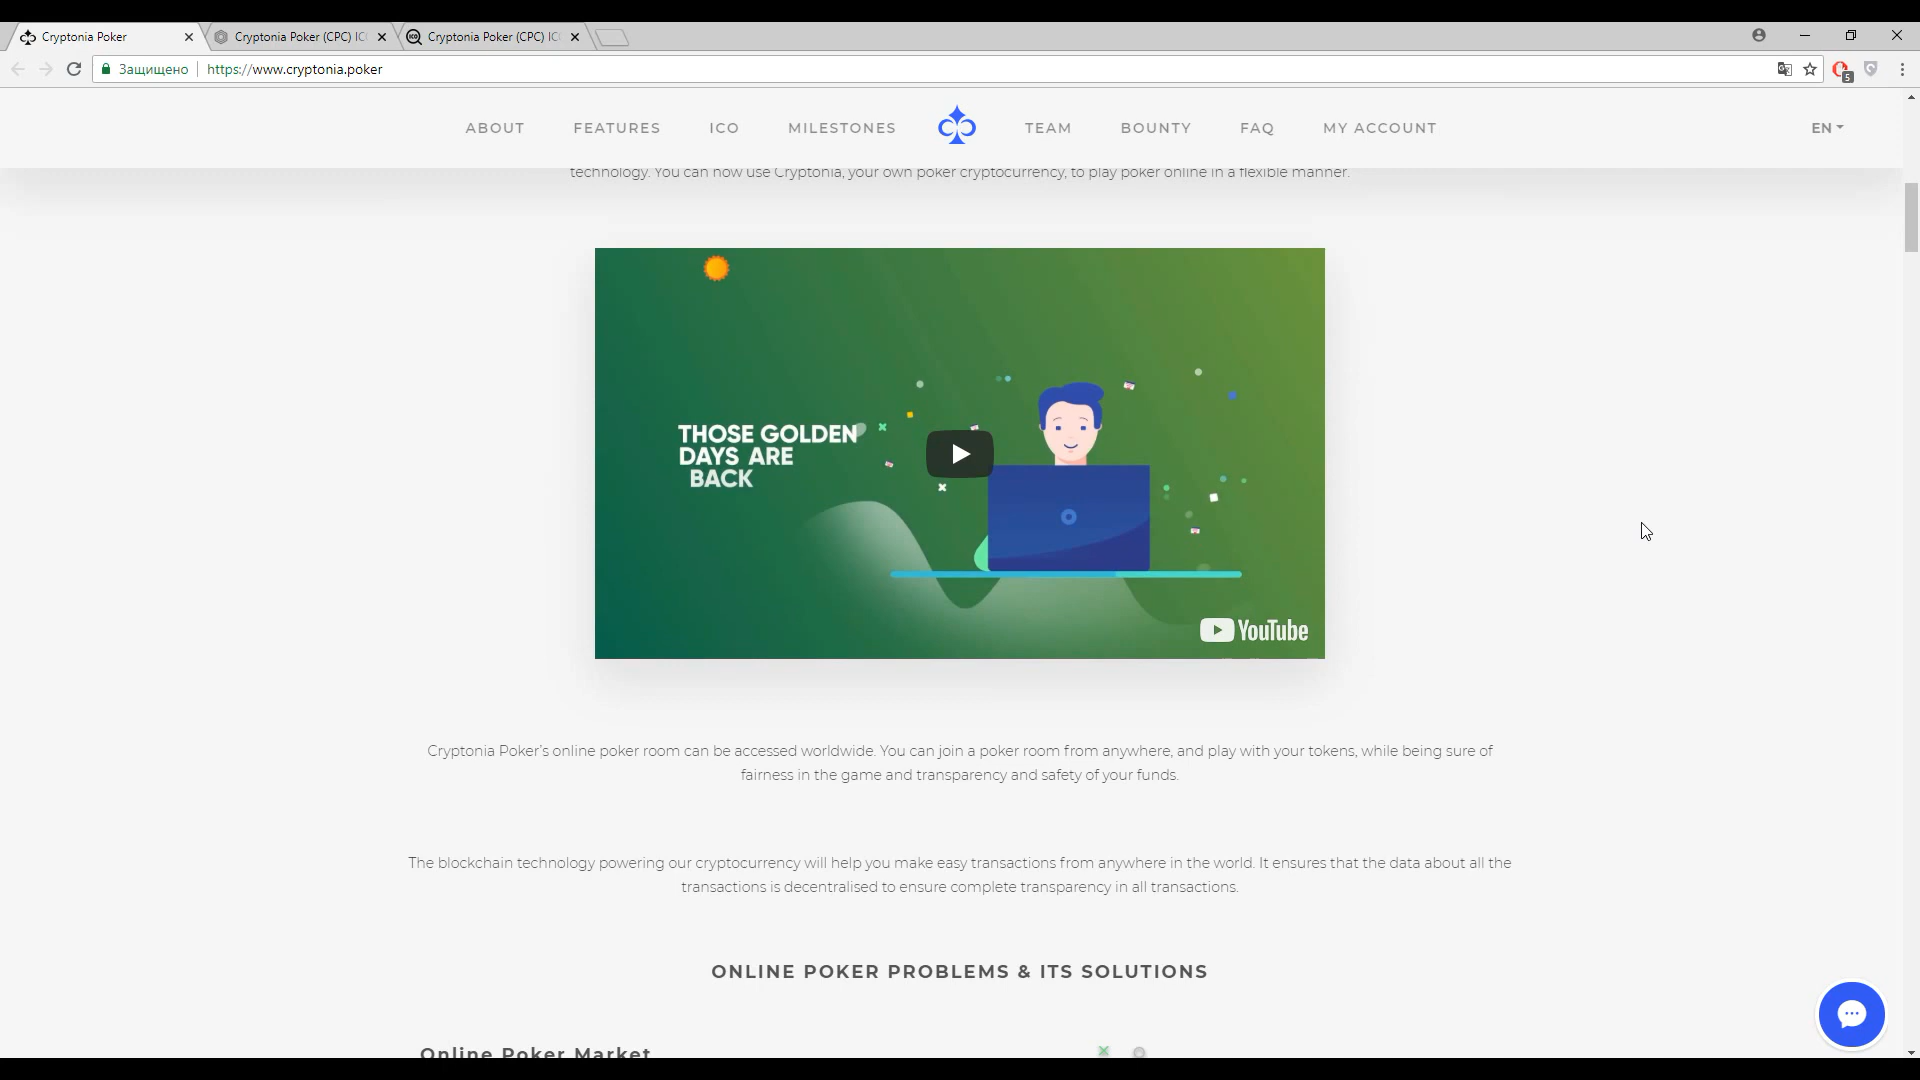 Cryptonia Poker
Cryptonia Poker (CPC) IC
Cryptonia Poker (CPC) IC
Защищено
https://www.cryptonia.poker
5
ABOUT
FEATURES
ICO
MILESTONES
TEAM
BOUNTY
FAQ
MY ACCOUNT
EN
technology. You can now use Cryptonia, your own poker cryptocurrency, to play poker online in a flexible manner.
THOSE GOLDEN
DAYS ARE
BACK
YouTube
Cryptonia Poker's online poker room can be accessed worldwide. You can join a poker room from anywhere, and play with your tokens, while being sure of
fairness in the game and transparency and safety of your funds.
The blockchain technology powering our cryptocurrency will help you make easy transactions from anywhere in the world. It ensures that the data about all the
transactions is decentralised to ensure complete transparency in all transactions.
ONLINE POKER PROBLEMS & ITS SOLUTIONS
Online Poker Market